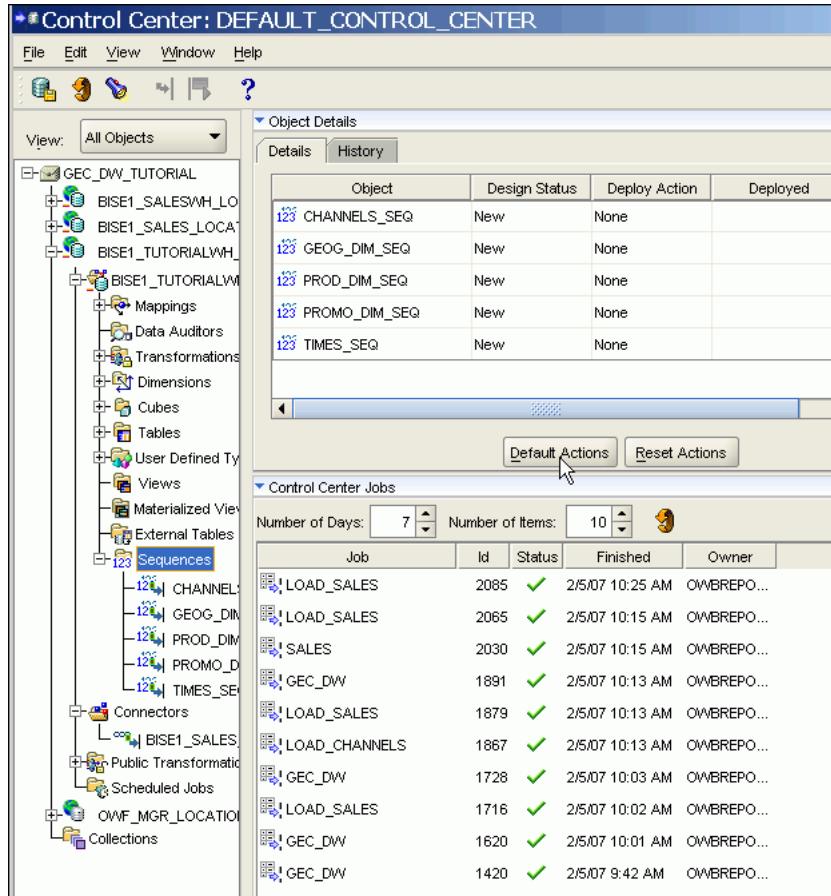 Control Center: DEFAULT_CONTROL_CENTER
File Edit View Window Help
View: All Objects
GEC_DW_TUTORIAL
BISE1_SALESWH_LO
BISE1_SALES_LOCAT
BISE1_TUTORIALWH_
BISE1_TUTORIALW
Mappings
Data Auditors
Transformations
Dimensions
Cubes
Tables
User Defined Ty
Views
Materialized Viev
External Tables
Sequences
CHANNELS
GEOG_DIM
PROD_DIM
PROMO_D
TIMES_SE
Connectors
BISE1_SALES_
Public Transformatio
Scheduled Jobs
OWF_MGR_LOCATIO
Collections
Object Details
Details History
Object Design Status Deploy Action Deployed
123 CHANNELS_SEQ New None
123 GEOG_DIM_SEQ New None
123 PROD_DIM_SEQ New None
123 PROMO_DIM_SEQ New None
123 TIMES_SEQ New None
Default Actions Reset Actions
Control Center Jobs
Number of Days: 7 Number of Items: 10
Job Id Status Finished Owner
LOAD_SALES 2085 2/5/07 10:25 AM OWBREPO...
LOAD_SALES 2065 2/5/07 10:15 AM OWBREPO...
SALES 2030 2/5/07 10:15 AM OWBREPO...
GEC_DW 1891 2/5/07 10:13 AM OWBREPO...
LOAD_SALES 1879 2/5/07 10:13 AM OWBREPO...
LOAD_CHANNELS 1867 2/5/07 10:13 AM OWBREPO...
GEC_DW 1728 2/5/07 10:03 AM OWBREPO...
LOAD_SALES 1716 2/5/07 10:02 AM OWBREPO...
GEC_DW 1620 2/5/07 10:01 AM OWBREPO...
GEC_DW 1420 2/5/07 9:42 AM OWBREPO...